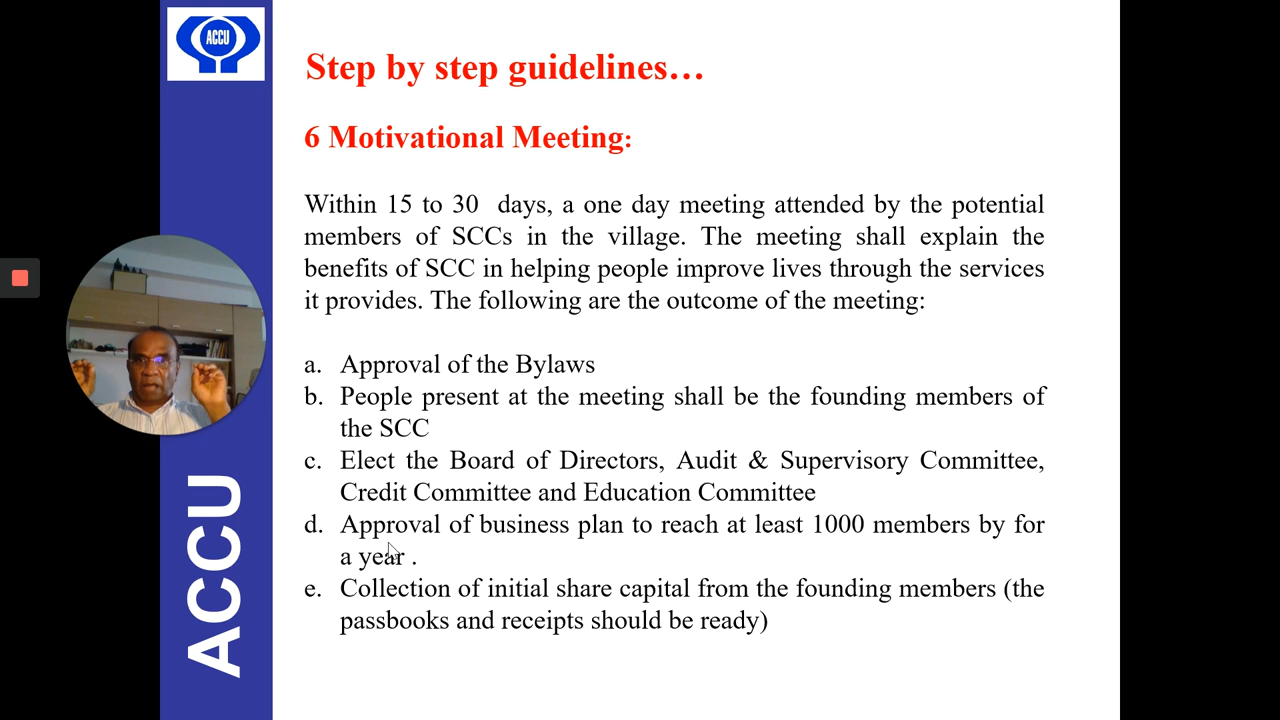 ACCU
Step by step guidelines…
6 Motivational Meeting:
Within 15 to 30 days, a one day meeting attended by the potential
members of SCCs in the village. The meeting shall explain the
benefits of SCC in helping people improve lives through the services
it provides. The following are the outcome of the meeting:
a. Approval of the Bylaws
b. People present at the meeting shall be the founding members of
the SCC
c. Elect the Board of Directors, Audit & Supervisory Committee,
Credit Committee and Education Committee
d. Approval of business plan to reach at least 1000 members by for
a year .
e. Collection of initial share capital from the founding members (the
passbooks and receipts should be ready)
ACCU